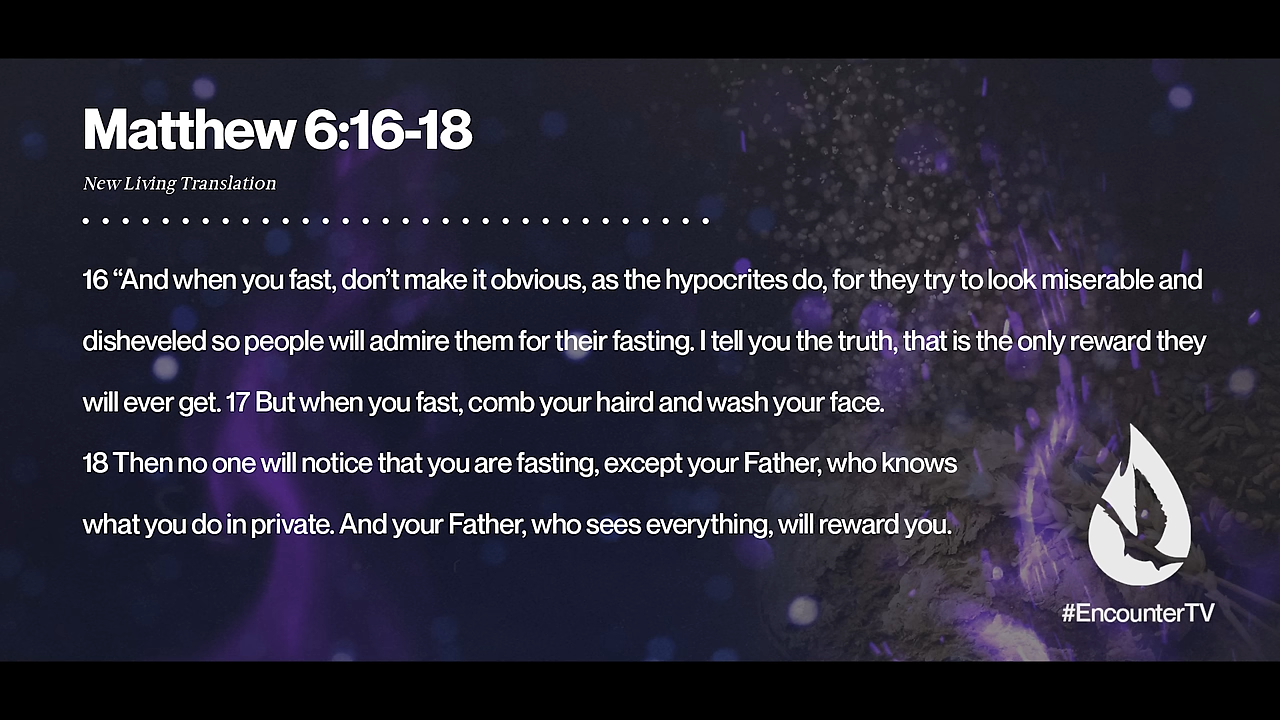 Matthew 6:16-18
New Living Translation
16 “And when you fast, don’t make it obvious, as the hypocrites do, for they try to look miserable and
disheveled so people will admire them for their fasting. I tell you the truth, that is the only reward they
will ever get. 17 But when you fast, comb your haird and wash your face.
18 Then no one will notice that you are fasting, except your Father, who knows
what you do in private. And your Father, who sees everything, will reward you.
#EncounterTV